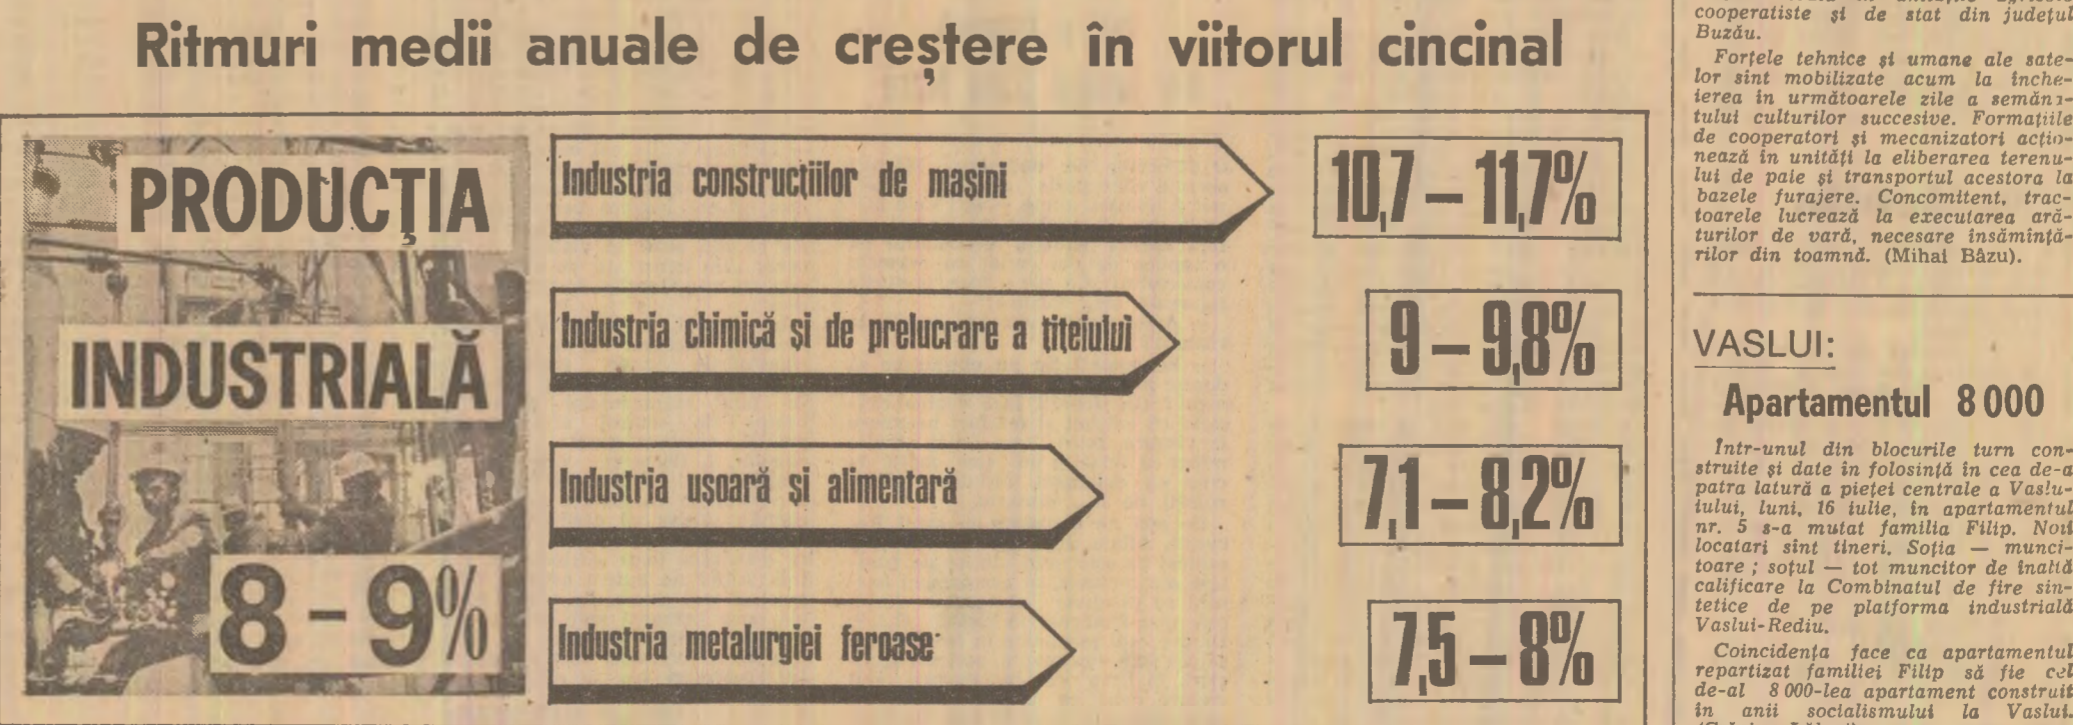 Ritmuri medii anuale de creștere în viitorul cincinal
PRODUCȚIA
INDUSTRIALĂ
8 - 9%
Industria construcțiilor de mașini
10,7 – 11,7%
Industria chimică și de prelucrare a țițeiului
9 – 9,8%
Industria ușoară și alimentară
7,1 – 8,2%
Industria metalurgiei feroase
7,5 – 8%
cooperatiste și de stat din județul
Buzău.
Forțele tehnice și umane ale sate-
lor sînt mobilizate acum la înche-
ierea în următoarele zile a semăna-
tului culturilor succesive. Formațiile
de cooperatori și mecanizatori acțio-
nează în unități la eliberarea terenu-
lui de paie și transportul acestora la
bazele furajere. Concomitent, trac-
toarele lucrează la executarea ară-
turilor de vară, necesare însămînță-
rilor din toamnă. (Mihai Bâzu).
VASLUI:
Apartamentul 8 000
Într-unul din blocurile turn con-
struite și date în folosință în cea de-a
patra latură a pieței centrale a Vaslu-
iului, luni, 16 iulie, în apartamentul
nr. 5 s-a mutat familia Filip. Noii
locatari sînt tineri. Soția — munci-
toare ; soțul — tot muncitor de înaltă
calificare la Combinatul de fire sin-
tetice de pe platforma industrială
Vaslui-Rediu.
Coincidența face ca apartamentul
repartizat familiei Filip să fie cel
de-al 8 000-lea apartament construit
în anii socialismului la Vaslui.